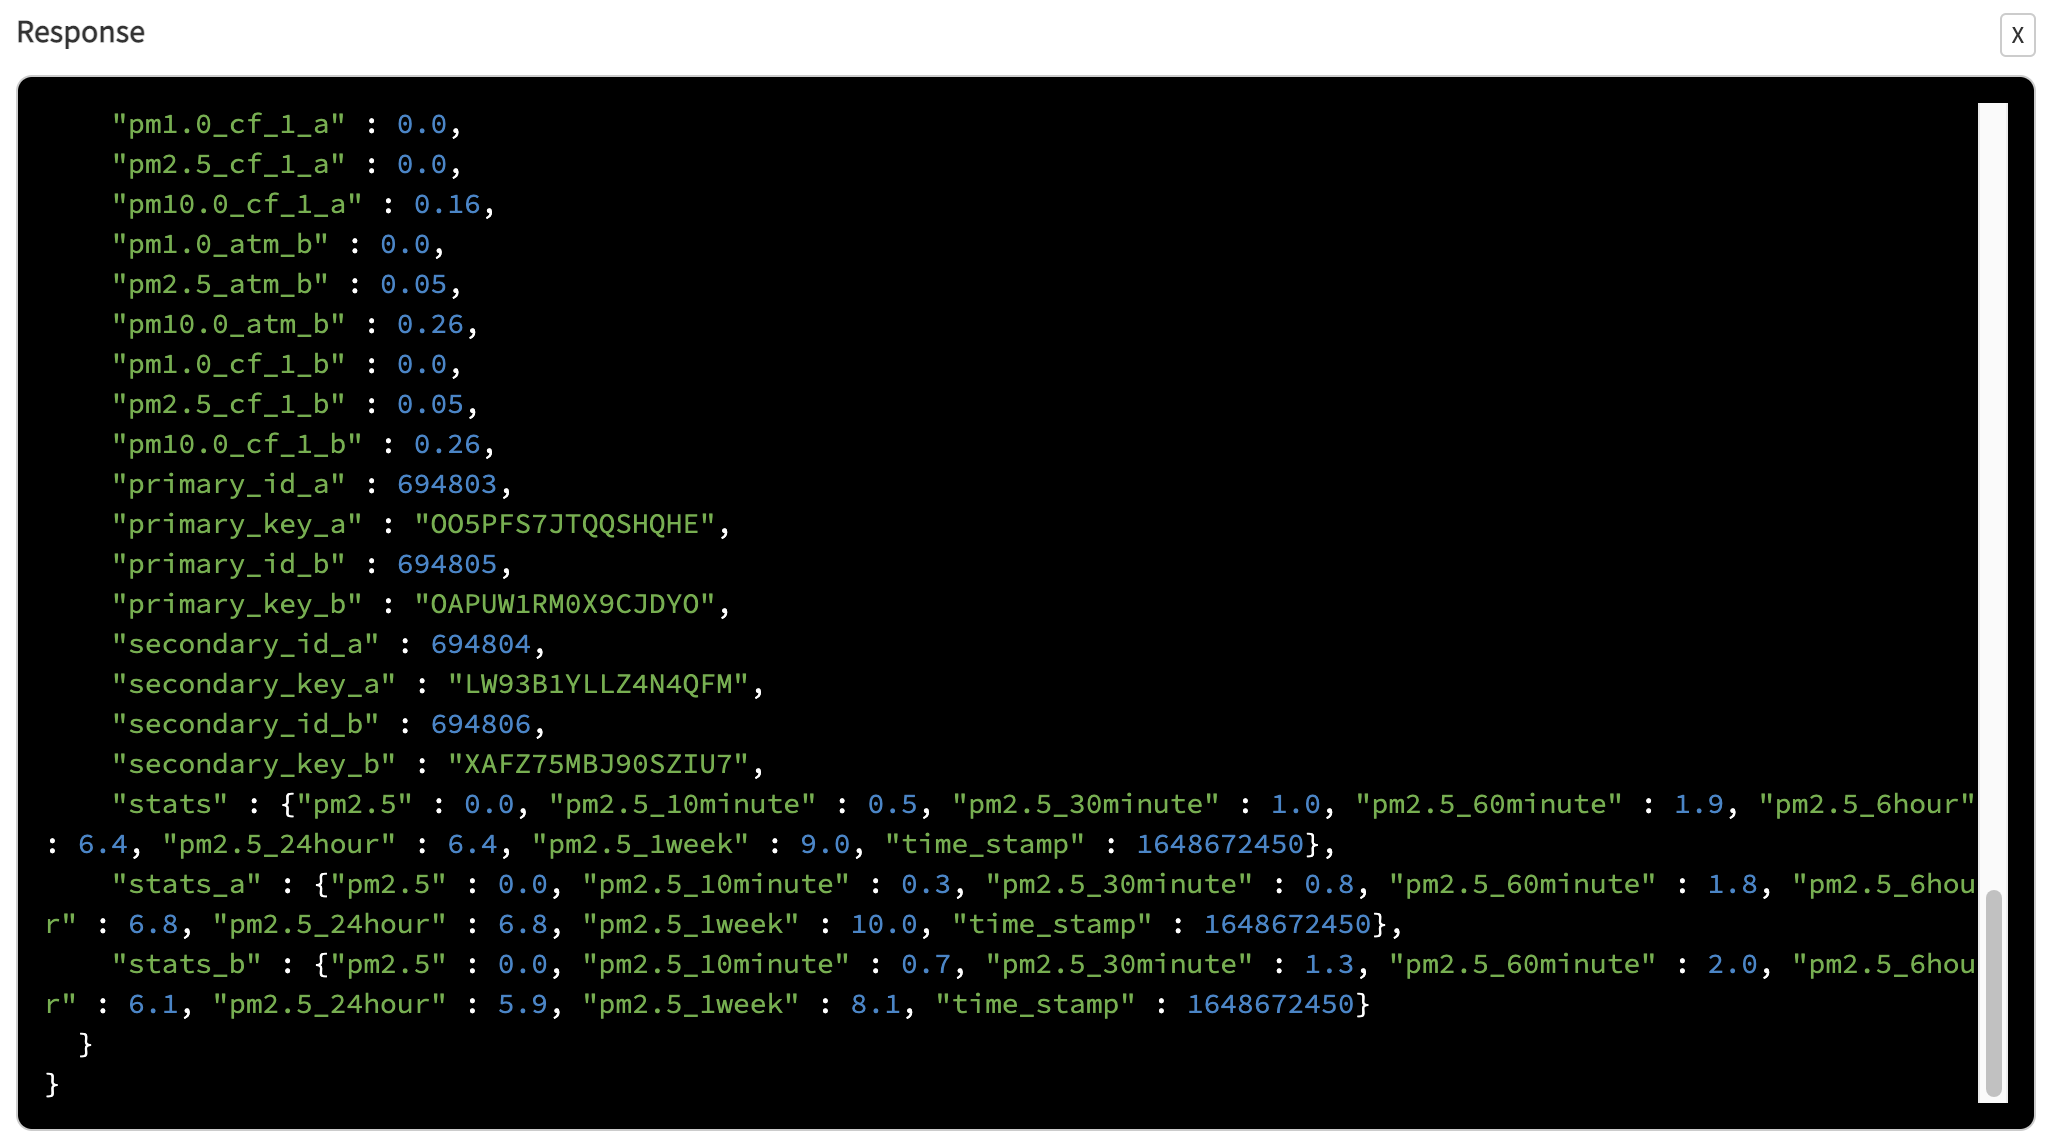 Response
X
"pm1.0_cf_1_a" : 0.0,
"pm2.5_cf_1_a" : 0.0,
"pm10.0_cf_1_a" : 0.16,
"pm1.0_atm_b" : 0.0,
"pm2.5_atm_b" : 0.05,
"pm10.0_atm_b" : 0.26,
"pm1.0_cf_1_b" : 0.0,
"pm2.5_cf_1_b" : 0.05,
"pm10.0_cf_1_b" : 0.26,
"primary_id_a" : 694803,
"primary_key_a" : "OO5PFS7JTQQSHQHE",
"primary_id_b" : 694805,
"primary_key_b" : "OAPUW1RM0X9CJDYO",
"secondary_id_a" : 694804,
"secondary_key_a" : "LW93B1YLLZ4N4QFM",
"secondary_id_b" : 694806,
"secondary_key_b" : "XAFZ75MBJ90SZIU7",
"stats" : {"pm2.5" : 0.0, "pm2.5_10minute" : 0.5, "pm2.5_30minute" : 1.0, "pm2.5_60minute" : 1.9, "pm2.5_6hour"
: 6.4, "pm2.5_24hour" : 6.4, "pm2.5_1week" : 9.0, "time_stamp" : 1648672450},
"stats_a" : {"pm2.5" : 0.0, "pm2.5_10minute" : 0.3, "pm2.5_30minute" : 0.8, "pm2.5_60minute" : 1.8, "pm2.5_6hou
r" : 6.8, "pm2.5_24hour" : 6.8, "pm2.5_1week" : 10.0, "time_stamp" : 1648672450},
"stats_b" : {"pm2.5" : 0.0, "pm2.5_10minute" : 0.7, "pm2.5_30minute" : 1.3, "pm2.5_60minute" : 2.0, "pm2.5_6hou
r" : 6.1, "pm2.5_24hour" : 5.9, "pm2.5_1week" : 8.1, "time_stamp" : 1648672450}
}
}